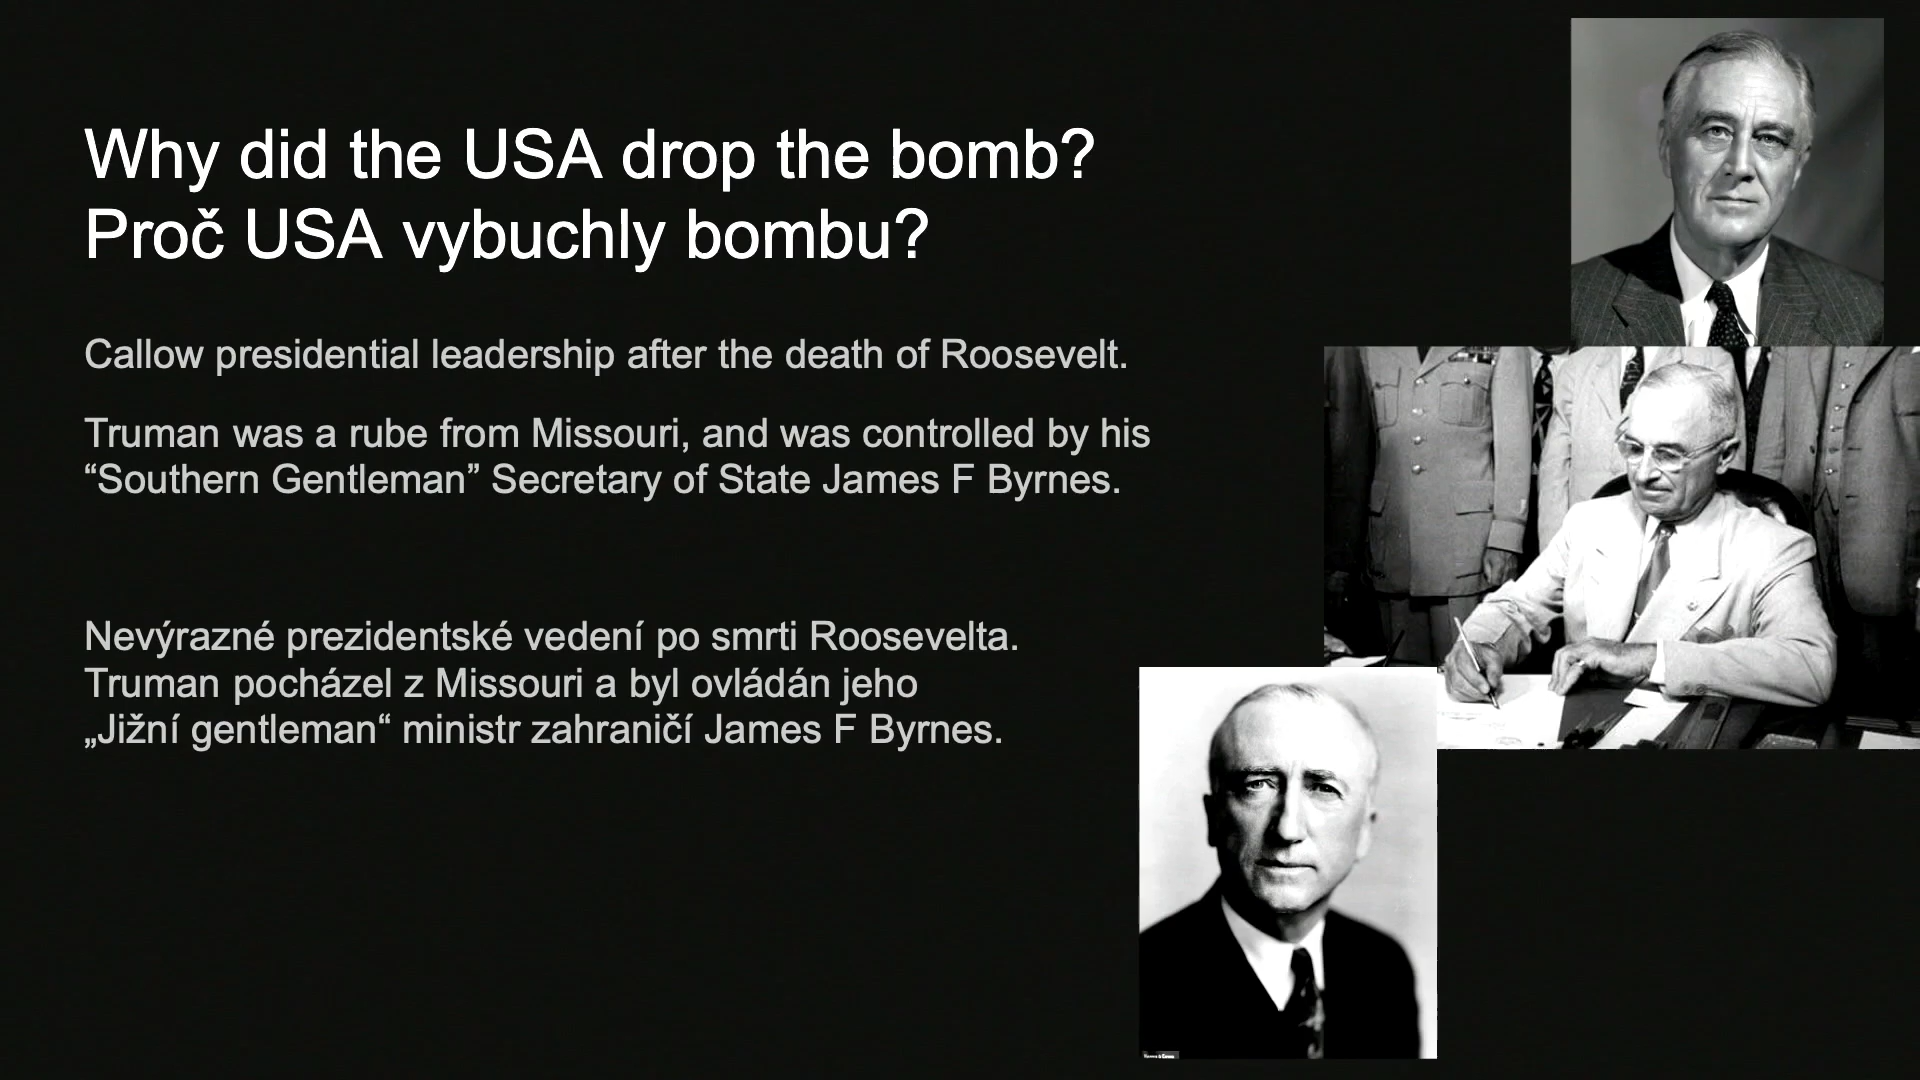 Why did the USA drop the bomb?
Proč USA vybuchly bombu?
Callow presidential leadership after the death of Roosevelt.
Truman was a rube from Missouri, and was controlled by his
“Southern Gentleman” Secretary of State James F Byrnes.
Nevýrazné prezidentské vedení po smrti Roosevelta.
Truman pocházel z Missouri a byl ovládán jeho
„Jižní gentleman“ ministr zahraničí James F Byrnes.